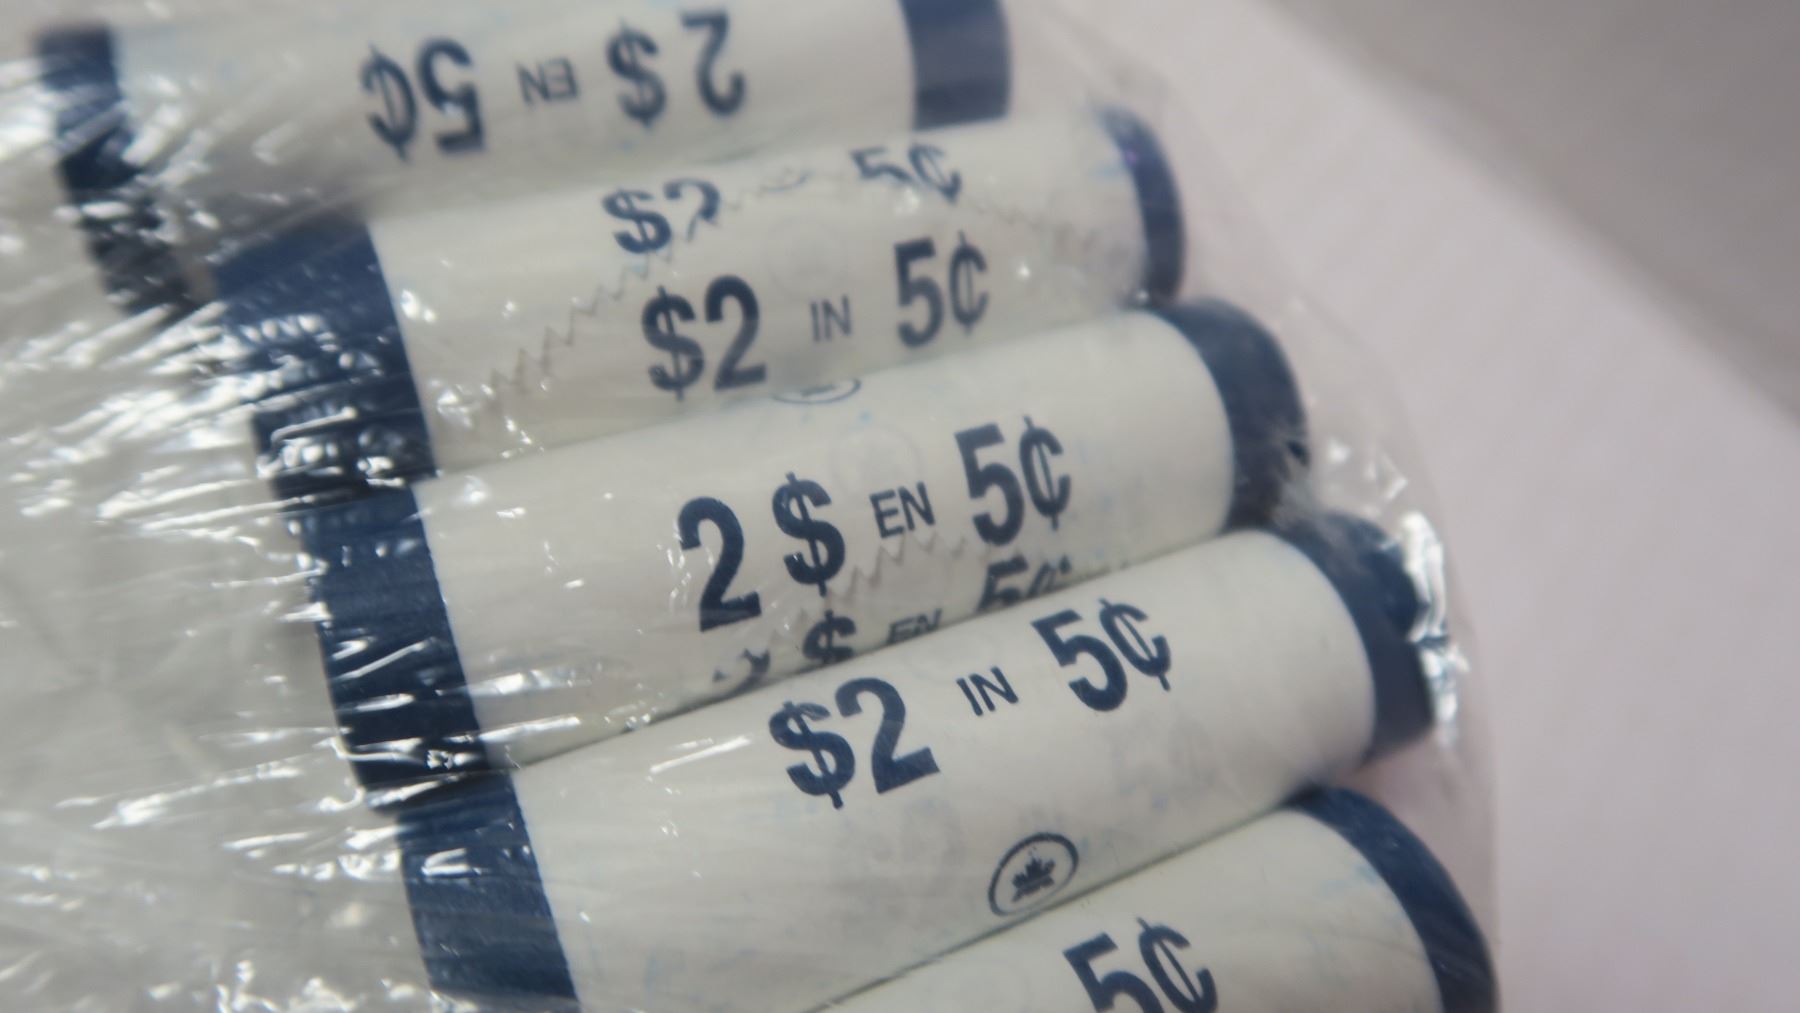 2 $ EN 5¢
$2 5¢
$2 IN 5¢
2 $ EN 5¢
$ EN 5¢
$2 IN 5¢
5¢